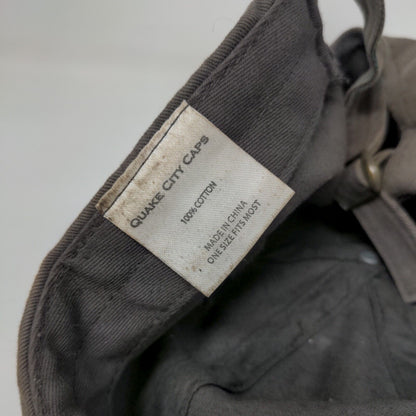 QUAKE CITY CAPS
100% COTTON
MADE IN CHINA
ONE SIZE FITS MOST